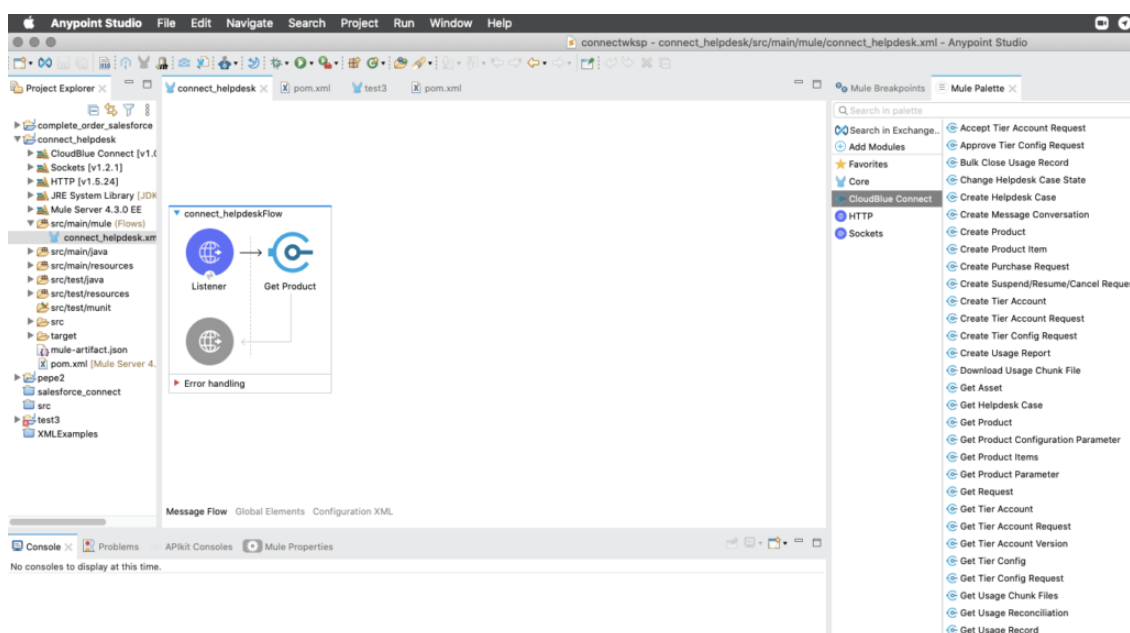 Anypoint Studio File Edit Navigate Search Project Run Window Help
connectwksp - connect_helpdesk/src/main/mule/connect_helpdesk.xml - Anypoint Studio
Project Explorer
connect_helpdesk
pom.xml
test3
pom.xml
complete_order_salesforce
connect_helpdesk
CloudBlue Connect [v1.0
Sockets [v1.2.1]
HTTP [v1.5.24]
JRE System Library [JDK
Mule Server 4.3.0 EE
src/main/mule (Flows)
connect_helpdesk.xm
src/main/java
src/main/resources
src/test/java
src/test/resources
src/test/munit
src
target
mule-artifact.json
pom.xml [Mule Server 4.
pepe2
salesforce_connect
src
test3
XMLExamples
connect_helpdeskFlow
Listener
Get Product
Error handling
Message Flow Global Elements Configuration XML
Console Problems APIkit Consoles Mule Properties
No consoles to display at this time.
Mule Breakpoints Mule Palette
Search in palette
Search in Exchange..
Add Modules
Favorites
Core
CloudBlue Connect
HTTP
Sockets
Accept Tier Account Request
Approve Tier Config Request
Bulk Close Usage Record
Change Helpdesk Case State
Create Helpdesk Case
Create Message Conversation
Create Product
Create Product Item
Create Purchase Request
Create Suspend/Resume/Cancel Reque
Create Tier Account
Create Tier Account Request
Create Tier Config Request
Create Usage Report
Download Usage Chunk File
Get Asset
Get Helpdesk Case
Get Product
Get Product Configuration Parameter
Get Product Items
Get Product Parameter
Get Request
Get Tier Account
Get Tier Account Request
Get Tier Account Version
Get Tier Config
Get Tier Config Request
Get Usage Chunk Files
Get Usage Reconciliation
Get Usage Record